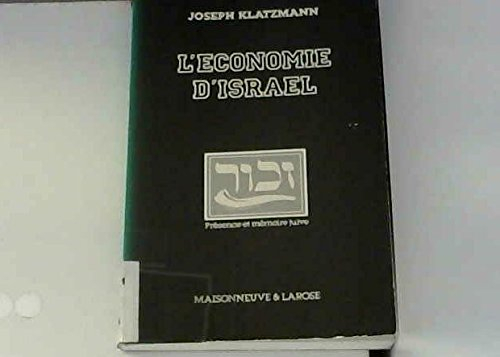 JOSEPH KLATZMANN
L'ECONOMIE
D'ISRAEL
זכור
Présence et mémoire juive
MAISONNEUVE & LAROSE